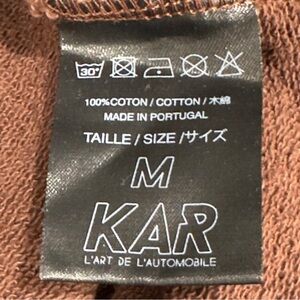 30°
100%COTON / COTTON / 木綿
MADE IN PORTUGAL
TAILLE / SIZE / サイズ
M
KAR
L'ART DE L'AUTOMOBILE